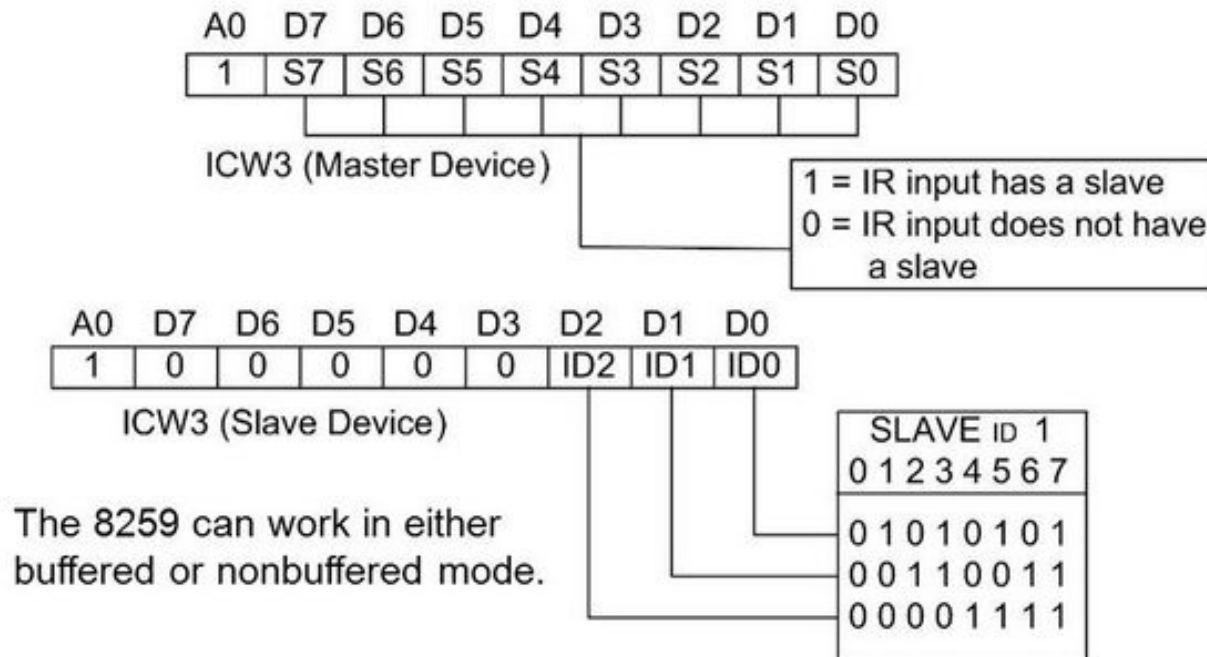 A0 D7 D6 D5 D4 D3 D2 D1 D0
1 S7 S6 S5 S4 S3 S2 S1 S0
ICW3 (Master Device)
1 = IR input has a slave
0 = IR input does not have
a slave
A0 D7 D6 D5 D4 D3 D2 D1 D0
1 0 0 0 0 0 ID2 ID1 ID0
ICW3 (Slave Device)
SLAVE ID 1
0 1 2 3 4 5 6 7
0 1 0 1 0 1 0 1
0 0 1 1 0 0 1 1
0 0 0 0 1 1 1 1
The 8259 can work in either
buffered or nonbuffered mode.